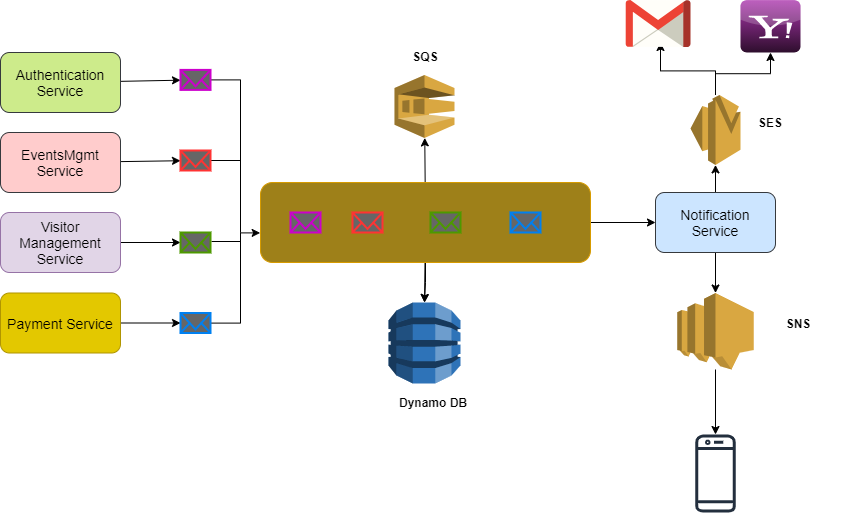 SQS
Authentication
Service
SES
EventsMgmt
Service
Visitor
Management
Service
Notification
Service
Payment Service
SNS
Dynamo DB
Y!